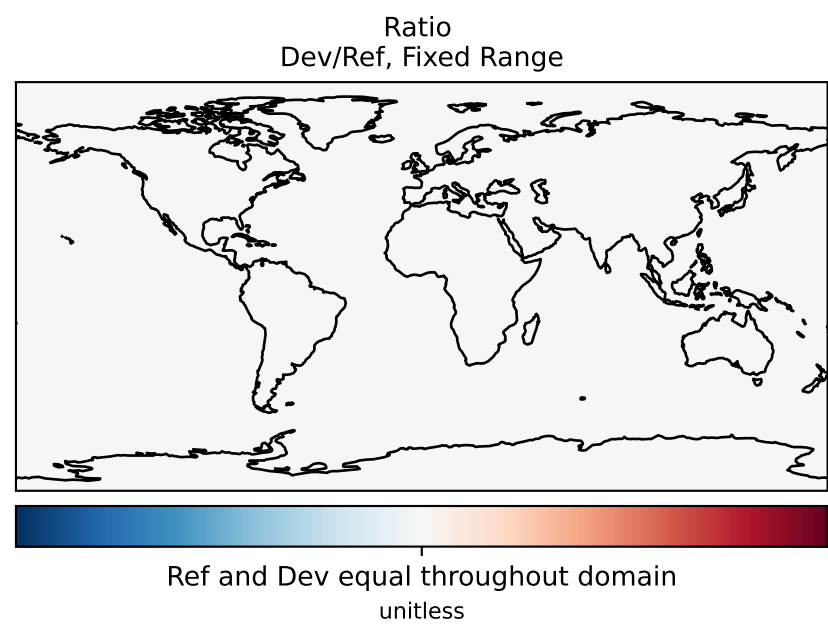 Ratio
Dev/Ref, Fixed Range
Ref and Dev equal throughout domain
unitless